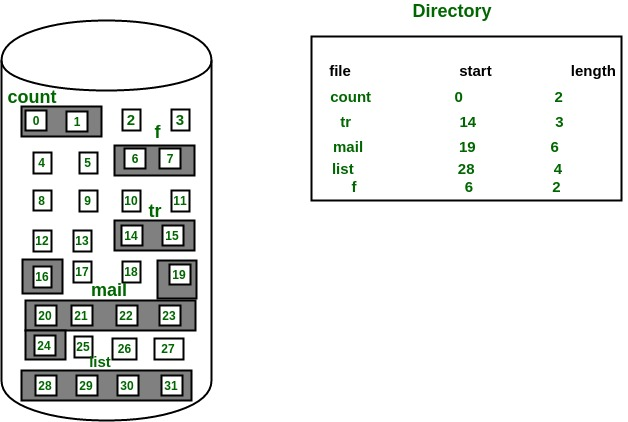 Directory
file start length
count 0 2
tr 14 3
mail 19 6
list 28 4
f 6 2
count
0 1 2 3
f
4 5 6 7
8 9 10 11
tr
12 13 14 15
16 17 18 19
mail
20 21 22 23
24 25 26 27
list
28 29 30 31